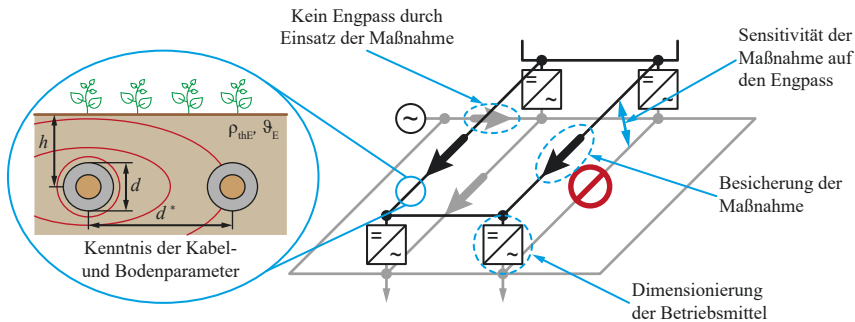 Kein Engpass durch
Einsatz der Maßnahme
Sensitivität der
Maßnahme auf
den Engpass
ρthE, ϑE
h
d
d*
Kenntnis der Kabel-
und Bodenparameter
~
=
~
=
~
=
~
=
~
Besicherung der
Maßnahme
Dimensionierung
der Betriebsmittel